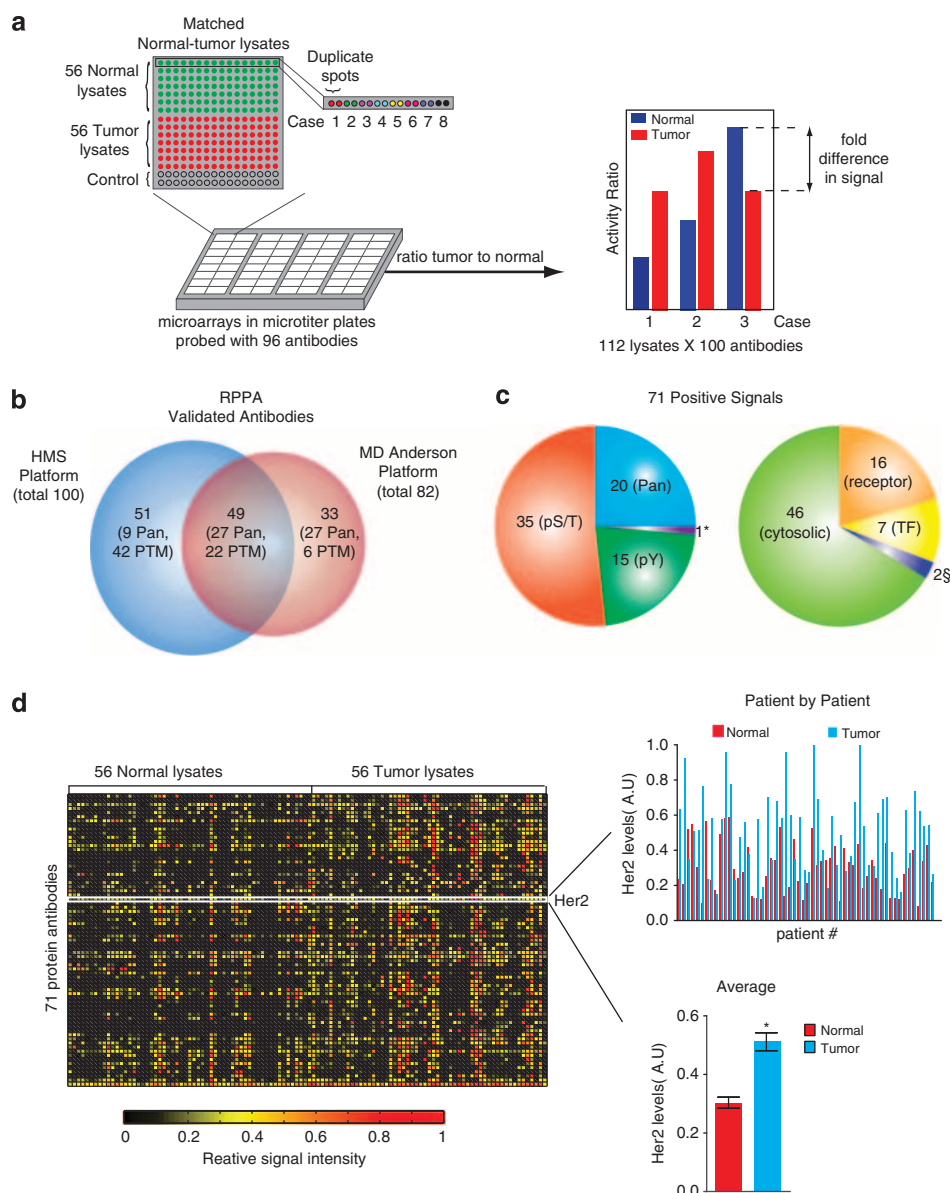 a
Matched
Normal-tumor lysates
56 Normal
lysates
56 Tumor
lysates
Control
Duplicate
spots
Case 1 2 3 4 5 6 7 8
microarrays in microtiter plates
probed with 96 antibodies
ratio tumor to normal
Activity Ratio
Normal
Tumor
fold
difference
in signal
1 2 3 Case
112 lysates X 100 antibodies
b
RPPA
Validated Antibodies
HMS
Platform
(total 100)
MD Anderson
Platform
(total 82)
51
(9 Pan,
42 PTM)
49
(27 Pan,
22 PTM)
33
(27 Pan,
6 PTM)
c
71 Positive Signals
35 (pS/T)
20 (Pan)
1*
15 (pY)
46
(cytosolic)
16
(receptor)
7 (TF)
2§
d
56 Normal lysates
56 Tumor lysates
71 protein antibodies
Her2
0 0.2 0.4 0.6 0.8 1
Reative signal intensity
Patient by Patient
Normal
Tumor
Her2 levels( A.U)
1.0
0.8
0.6
0.4
0.2
0.0
patient #
Average
Her2 levels( A.U)
0.6
0.4
0.2
0.0
*
Normal
Tumor